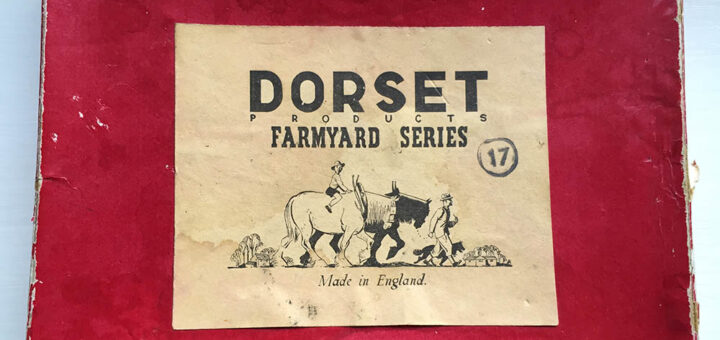 DORSET
PRODUCTS
FARMYARD SERIES
17
Made in England.